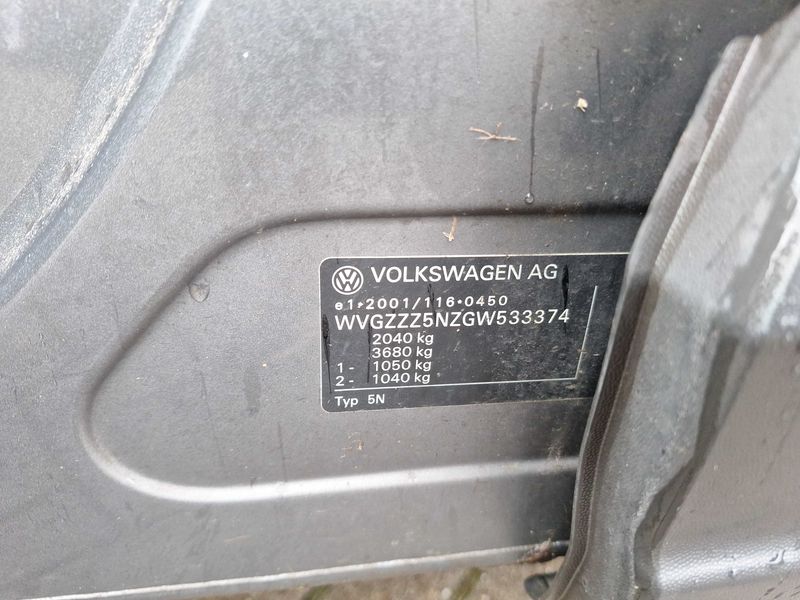 VOLKSWAGEN AG
e1*2001/116*0450
WVGZZZ5NZGW533374
2040 kg
3680 kg
1 - 1050 kg
2 - 1040 kg
Typ 5N